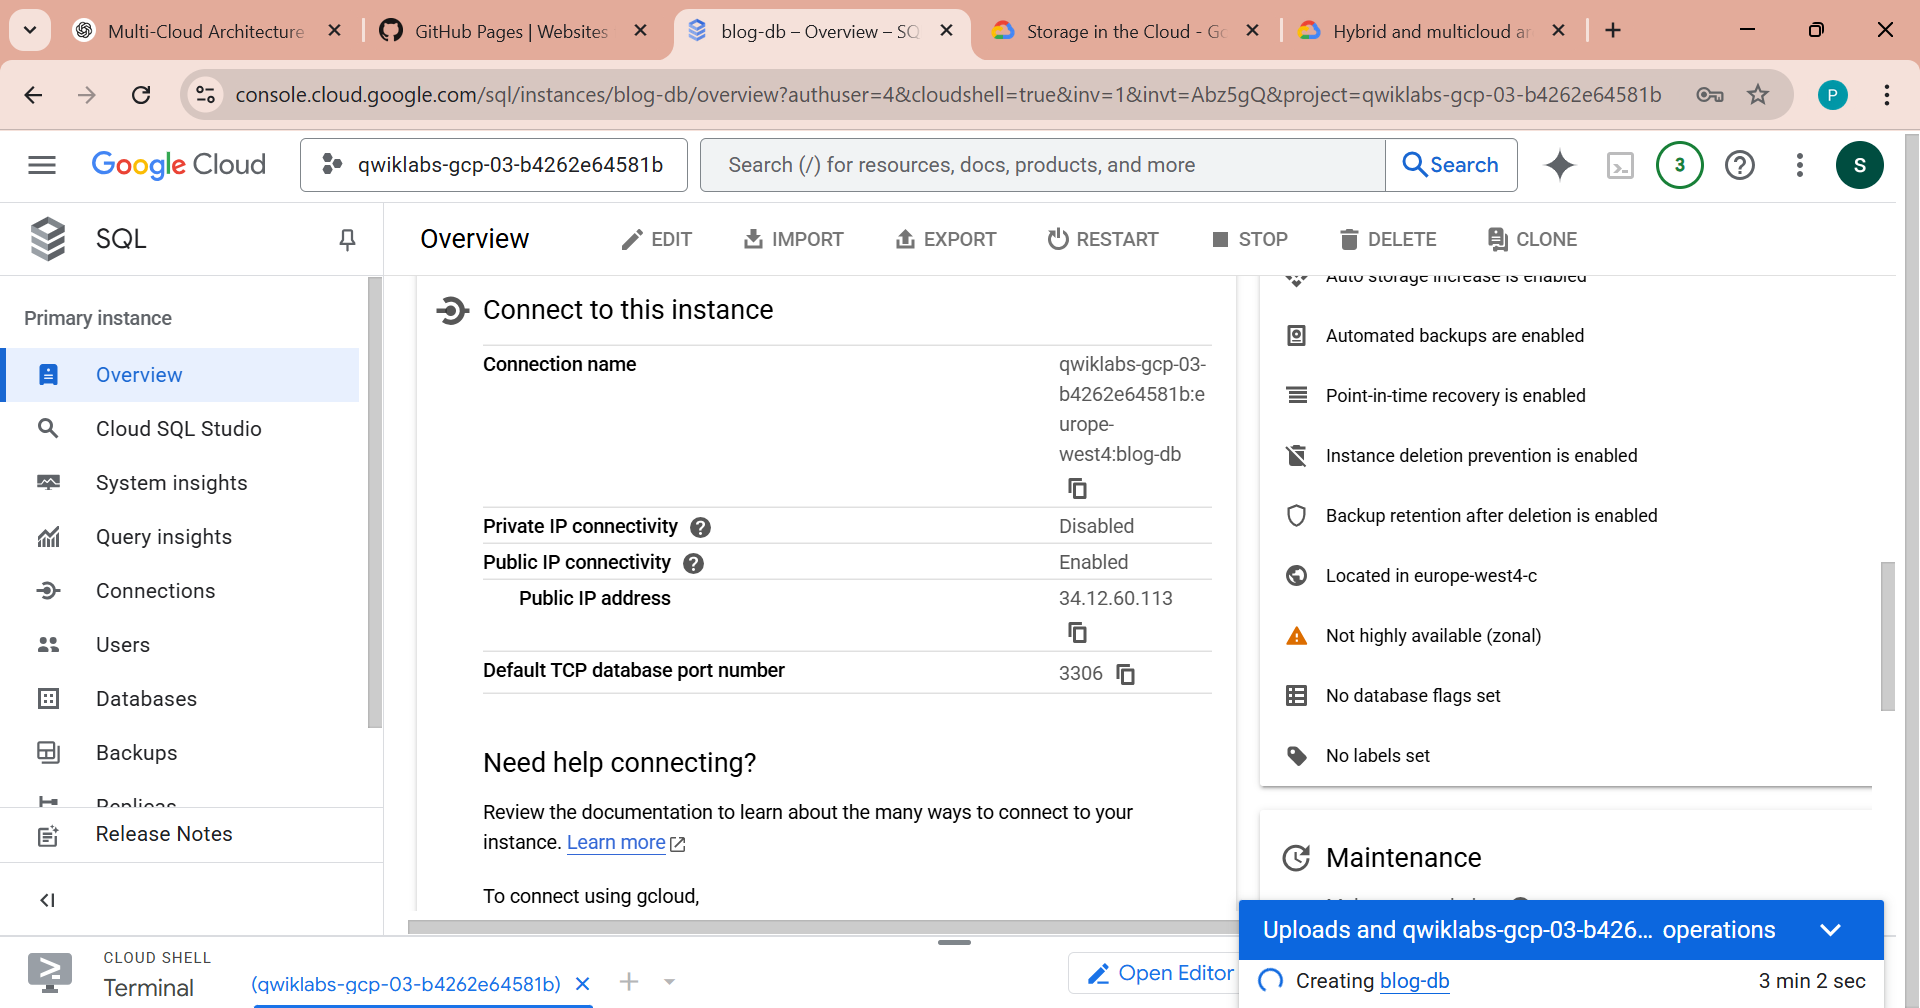 Multi-Cloud Architecture
GitHub Pages | Websites
blog-db – Overview – SQ
Storage in the Cloud - Go
Hybrid and multicloud ar
console.cloud.google.com/sql/instances/blog-db/overview?authuser=4&cloudshell=true&inv=1&invt=Abz5gQ&project=qwiklabs-gcp-03-b4262e64581b
P
Google Cloud
qwiklabs-gcp-03-b4262e64581b
Search (/) for resources, docs, products, and more
Search
3
S
SQL
Overview
EDIT
IMPORT
EXPORT
RESTART
STOP
DELETE
CLONE
Primary instance
Overview
Cloud SQL Studio
System insights
Query insights
Connections
Users
Databases
Backups
Replicas
Release Notes
Connect to this instance
Connection name
qwiklabs-gcp-03-
b4262e64581b:e
urope-
west4:blog-db
Private IP connectivity
Disabled
Public IP connectivity
Enabled
Public IP address
34.12.60.113
Default TCP database port number
3306
Need help connecting?
Review the documentation to learn about the many ways to connect to your
instance. Learn more
To connect using gcloud,
Auto storage increase is enabled
Automated backups are enabled
Point-in-time recovery is enabled
Instance deletion prevention is enabled
Backup retention after deletion is enabled
Located in europe-west4-c
Not highly available (zonal)
No database flags set
No labels set
Maintenance
CLOUD SHELL
Terminal
(qwiklabs-gcp-03-b4262e64581b)
Open Editor
Uploads and qwiklabs-gcp-03-b426... operations
Creating blog-db
3 min 2 sec